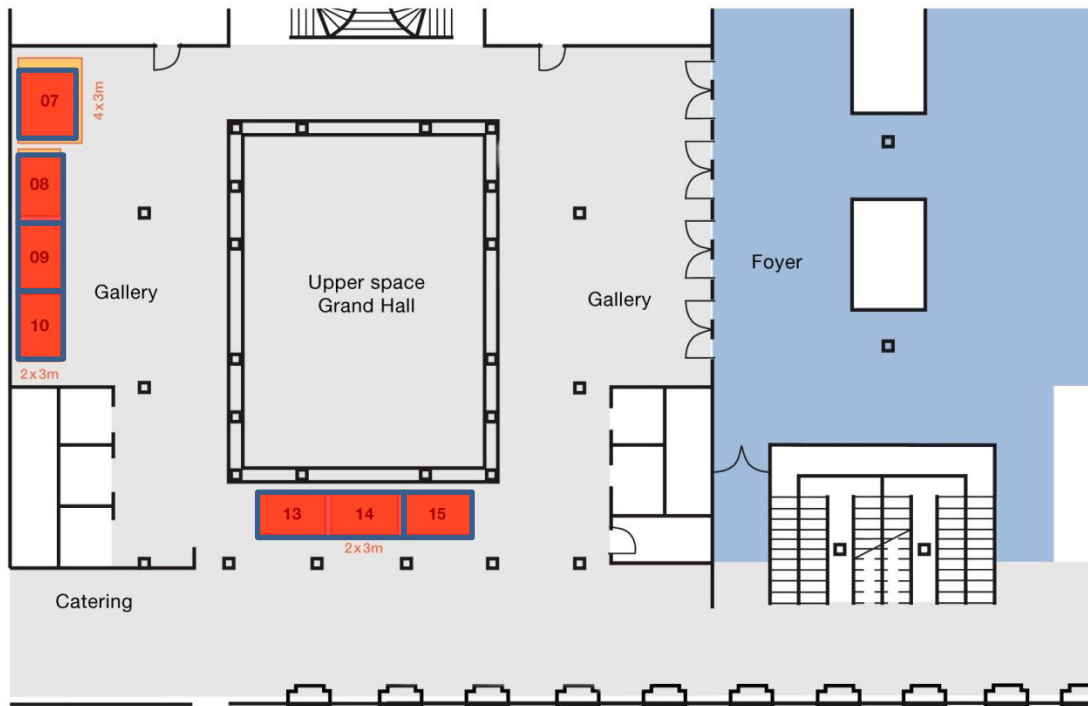 07
4x3m
08
09
10
2x3m
Gallery
Upper space
Grand Hall
Gallery
Foyer
13
14
15
2x3m
Catering